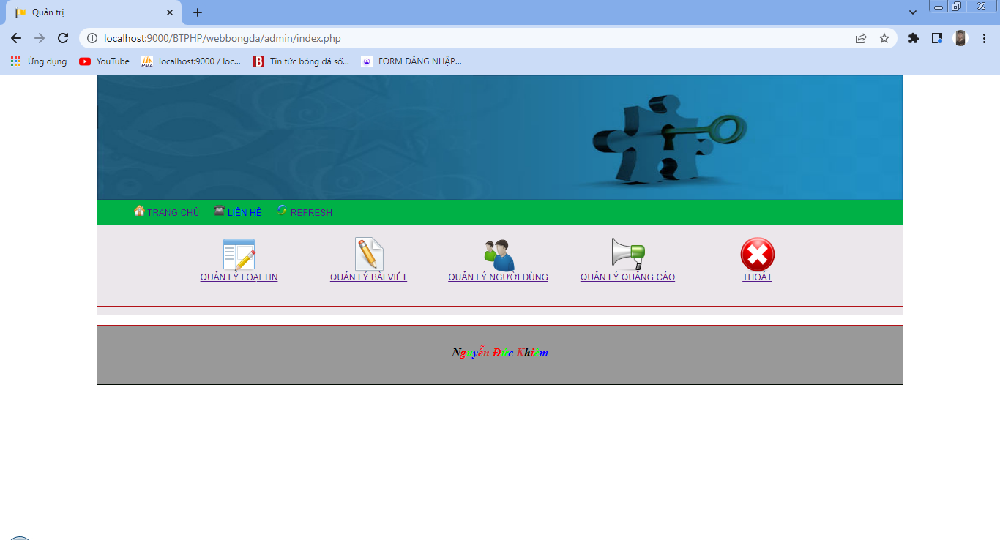 Quản trị
localhost:9000/BTPHP/webbongda/admin/index.php
Ứng dụng YouTube PMA localhost:9000 / loc... B Tin tức bóng đá số... FORM ĐĂNG NHẬP...
TRANG CHỦ LIÊN HỆ REFRESH
QUẢN LÝ LOẠI TIN QUẢN LÝ BÀI VIẾT QUẢN LÝ NGƯỜI DÙNG QUẢN LÝ QUẢNG CÁO THOÁT
Nguyễn Đức Khiêm